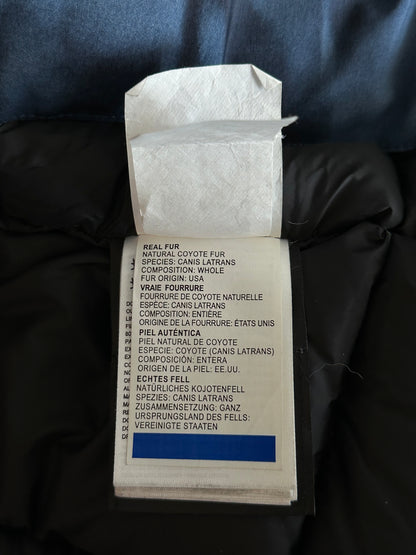 REAL FUR
NATURAL COYOTE FUR
SPECIES: CANIS LATRANS
COMPOSITION: WHOLE
FUR ORIGIN: USA
VRAIE FOURRURE
FOURRURE DE COYOTE NATURELLE
ESPÈCE: CANIS LATRANS
COMPOSITION: ENTIÈRE
ORIGINE DE LA FOURRURE: ÉTATS UNIS
PIEL AUTÉNTICA
PIEL NATURAL DE COYOTE
ESPECIE: COYOTE (CANIS LATRANS)
COMPOSICIÓN: ENTERA
ORIGEN DE LA PIEL: EE.UU.
ECHTES FELL
NATÜRLICHES KOJOTENFELL
SPEZIES: CANIS LATRANS
ZUSAMMENSETZUNG: GANZ
URSPRUNGSLAND DES FELLS:
VEREINIGTE STAATEN